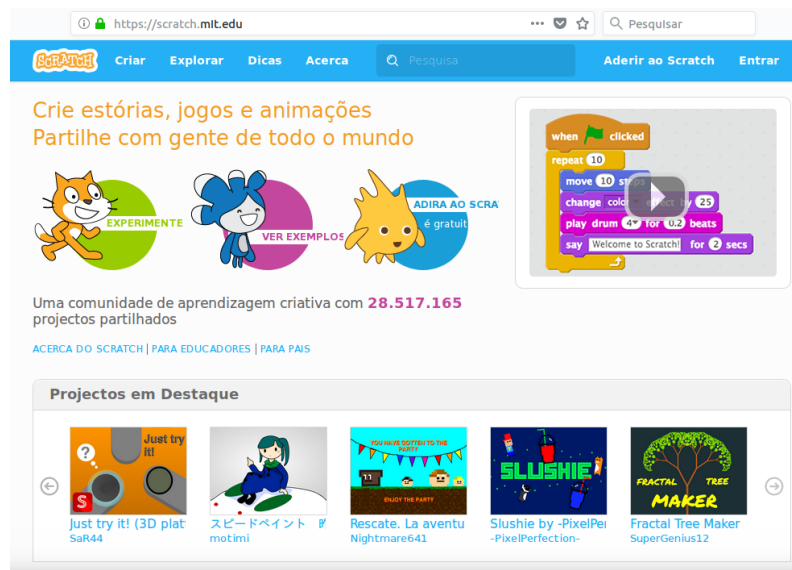 https://scratch.mit.edu
Pesquisar
SCRATCH Criar Explorar Dicas Acerca Pesquisa Aderir ao Scratch Entrar
Crie estórias, jogos e animações
Partilhe com gente de todo o mundo
EXPERIMENTE
VER EXEMPLOS
ADIRA AO SCRA
é gratuit
when clicked
repeat 10
move 10 steps
change color effect by 25
play drum 4 for 0.2 beats
say Welcome to Scratch! for 2 secs
Uma comunidade de aprendizagem criativa com 28.517.165
projectos partilhados
ACERCA DO SCRATCH | PARA EDUCADORES | PARA PAIS
Projectos em Destaque
?
Just try
it!
S
YOU HAVE GOTTEN TO THE
PARTY
ENJOY THE PARTY
SLUSHIE
FRACTAL TREE
MAKER
Just try it! (3D plat
SaR44
スピードペイント
motimi
Rescate. La aventu
Nightmare641
Slushie by -PixelPer
-PixelPerfection-
Fractal Tree Maker
SuperGenius12